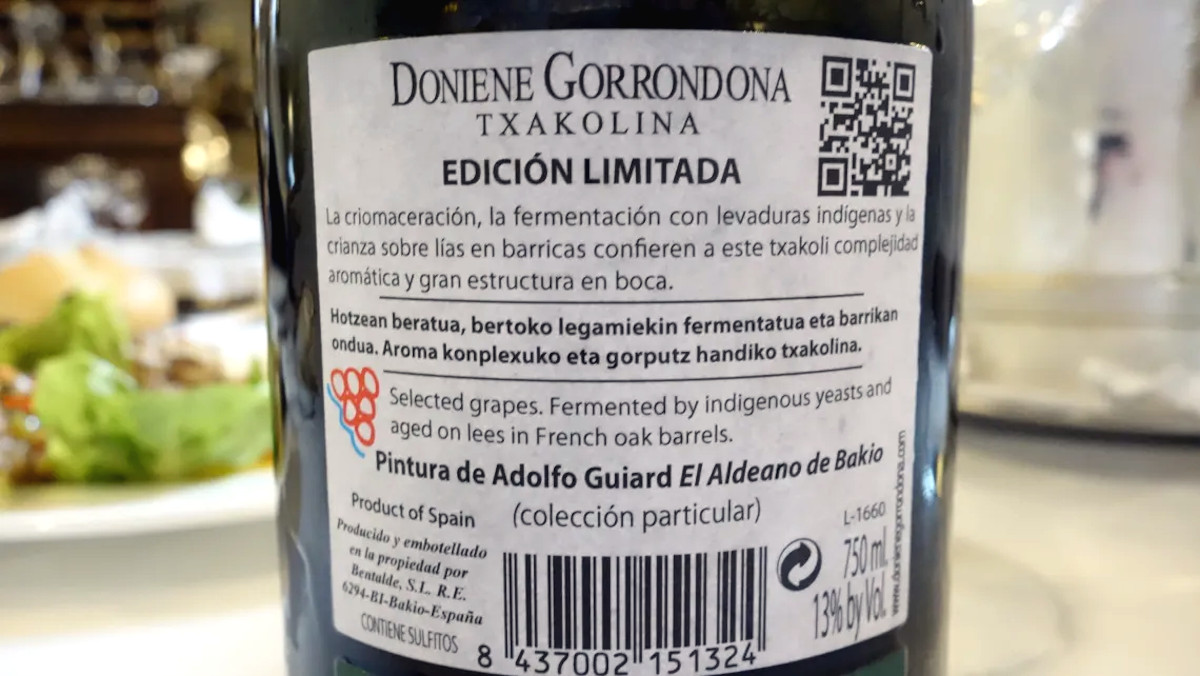 DONIENE GORRONDONA
TXAKOLINA
EDICIÓN LIMITADA
La criomaceración, la fermentación con levaduras indígenas y la
crianza sobre lías en barricas confieren a este txakoli complejidad
aromática y gran estructura en boca.
Hotzean beratua, bertoko legamiekin fermentatua eta barrikan
ondua. Aroma konplexuko eta gorputz handiko txakolina.
Selected grapes. Fermented by indigenous yeasts and
aged on lees in French oak barrels.
Pintura de Adolfo Guiard El Aldeano de Bakio
(colección particular)
Product of Spain
Producido y embotellado
en la propiedad por
Bentalde, S.L. R.E.
6294-BI-Bakio-España
CONTIENE SULFITOS
8 437002 151324
L-1660
750 ml.
13% by Vol.
www.donienegorrondona.com